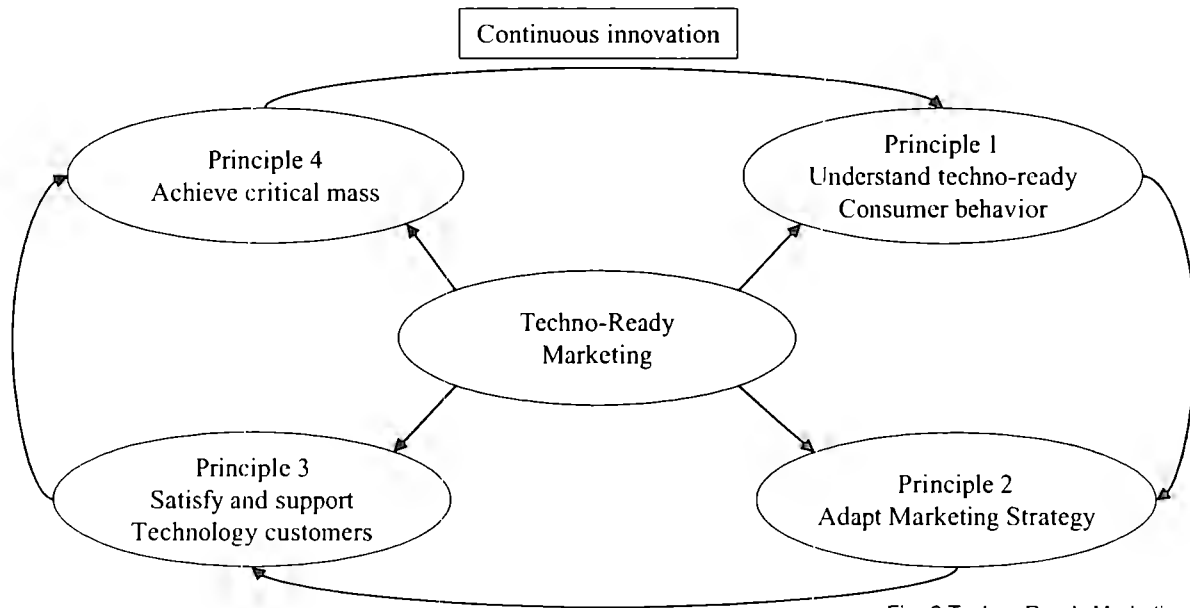 Continuous innovation
Principle 4
Achieve critical mass
Principle 1
Understand techno-ready
Consumer behavior
Techno-Ready
Marketing
Principle 3
Satisfy and support
Technology customers
Principle 2
Adapt Marketing Strategy